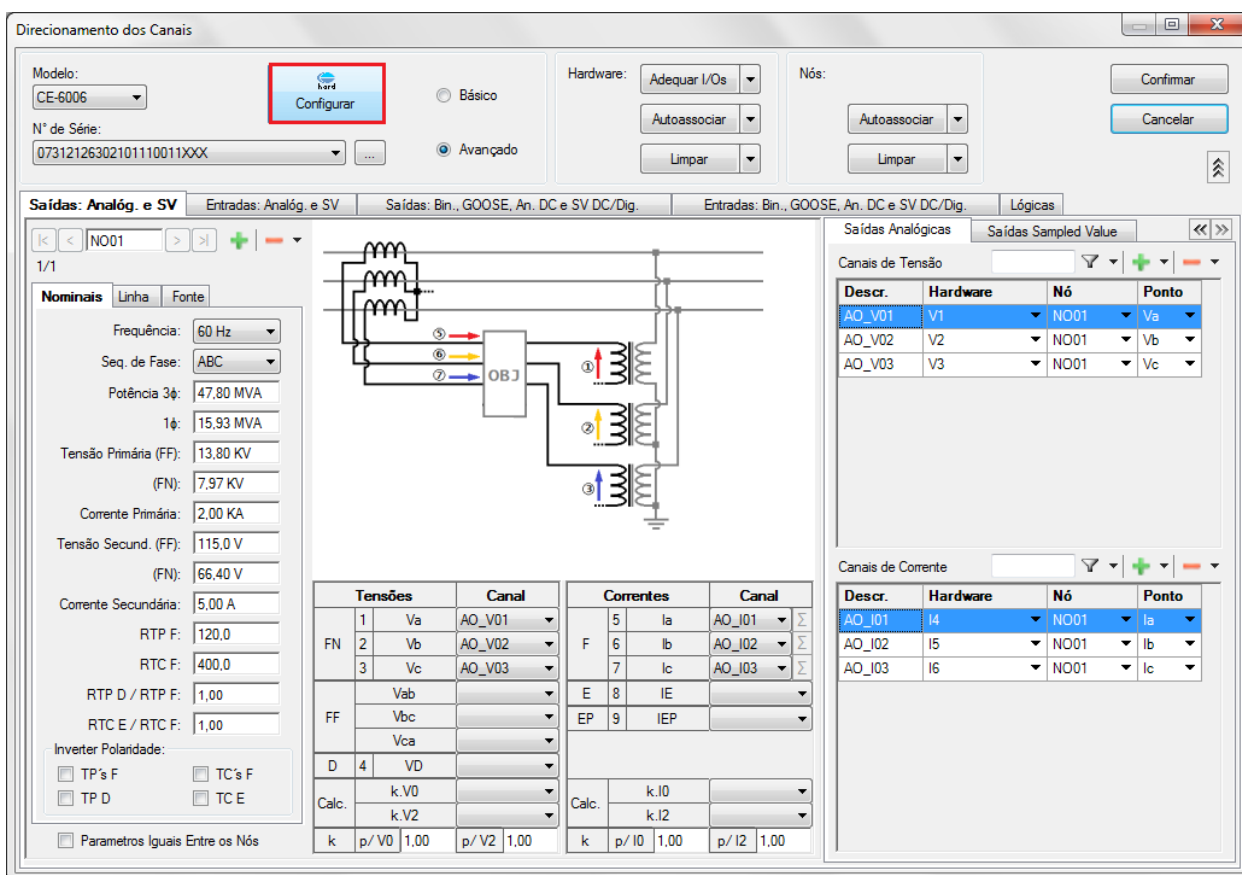 Direcionamento dos Canais
Modelo:
CE-6006
N° de Série:
07312126302101110011XXX
...
hard
Configurar
Básico
Avançado
Hardware:
Adequar I/Os
Autoassociar
Limpar
Nós:
Autoassociar
Limpar
Confirmar
Cancelar
Saídas: Analóg. e SV
Entradas: Analóg. e SV
Saídas: Bin., GOOSE, An. DC e SV DC/Dig.
Entradas: Bin., GOOSE, An. DC e SV DC/Dig.
Lógicas
NO01
1/1
Nominais Linha Fonte
Frequência: 60 Hz
Seq. de Fase: ABC
Potência 3ϕ: 47,80 MVA
1ϕ: 15,93 MVA
Tensão Primária (FF): 13,80 KV
(FN): 7,97 KV
Corrente Primária: 2,00 KA
Tensão Secund. (FF): 115,0 V
(FN): 66,40 V
Corrente Secundária: 5,00 A
RTP F: 120,0
RTC F: 400,0
RTP D / RTP F: 1,00
RTC E / RTC F: 1,00
Inverter Polaridade:
TP's F TC´s F
TP D TC E
Parametros Iguais Entre os Nós
⑤
⑥
⑦
OBJ
①
②
③
Tensões Canal
FN
1 Va AO_V01
2 Vb AO_V02
3 Vc AO_V03
FF
Vab
Vbc
Vca
D 4 VD
Calc.
k.V0
k.V2
k p/ V0 1,00 p/ V2 1,00
Correntes Canal
F
5 Ia AO_I01 Σ
6 Ib AO_I02 Σ
7 Ic AO_I03 Σ
E 8 IE
EP 9 IEP
Calc.
k.I0
k.I2
k p/ I0 1,00 p/ I2 1,00
Saídas Analógicas Saídas Sampled Value
Canais de Tensão
Descr. Hardware Nó Ponto
AO_V01 V1 NO01 Va
AO_V02 V2 NO01 Vb
AO_V03 V3 NO01 Vc
Canais de Corrente
Descr. Hardware Nó Ponto
AO_I01 I4 NO01 Ia
AO_I02 I5 NO01 Ib
AO_I03 I6 NO01 Ic